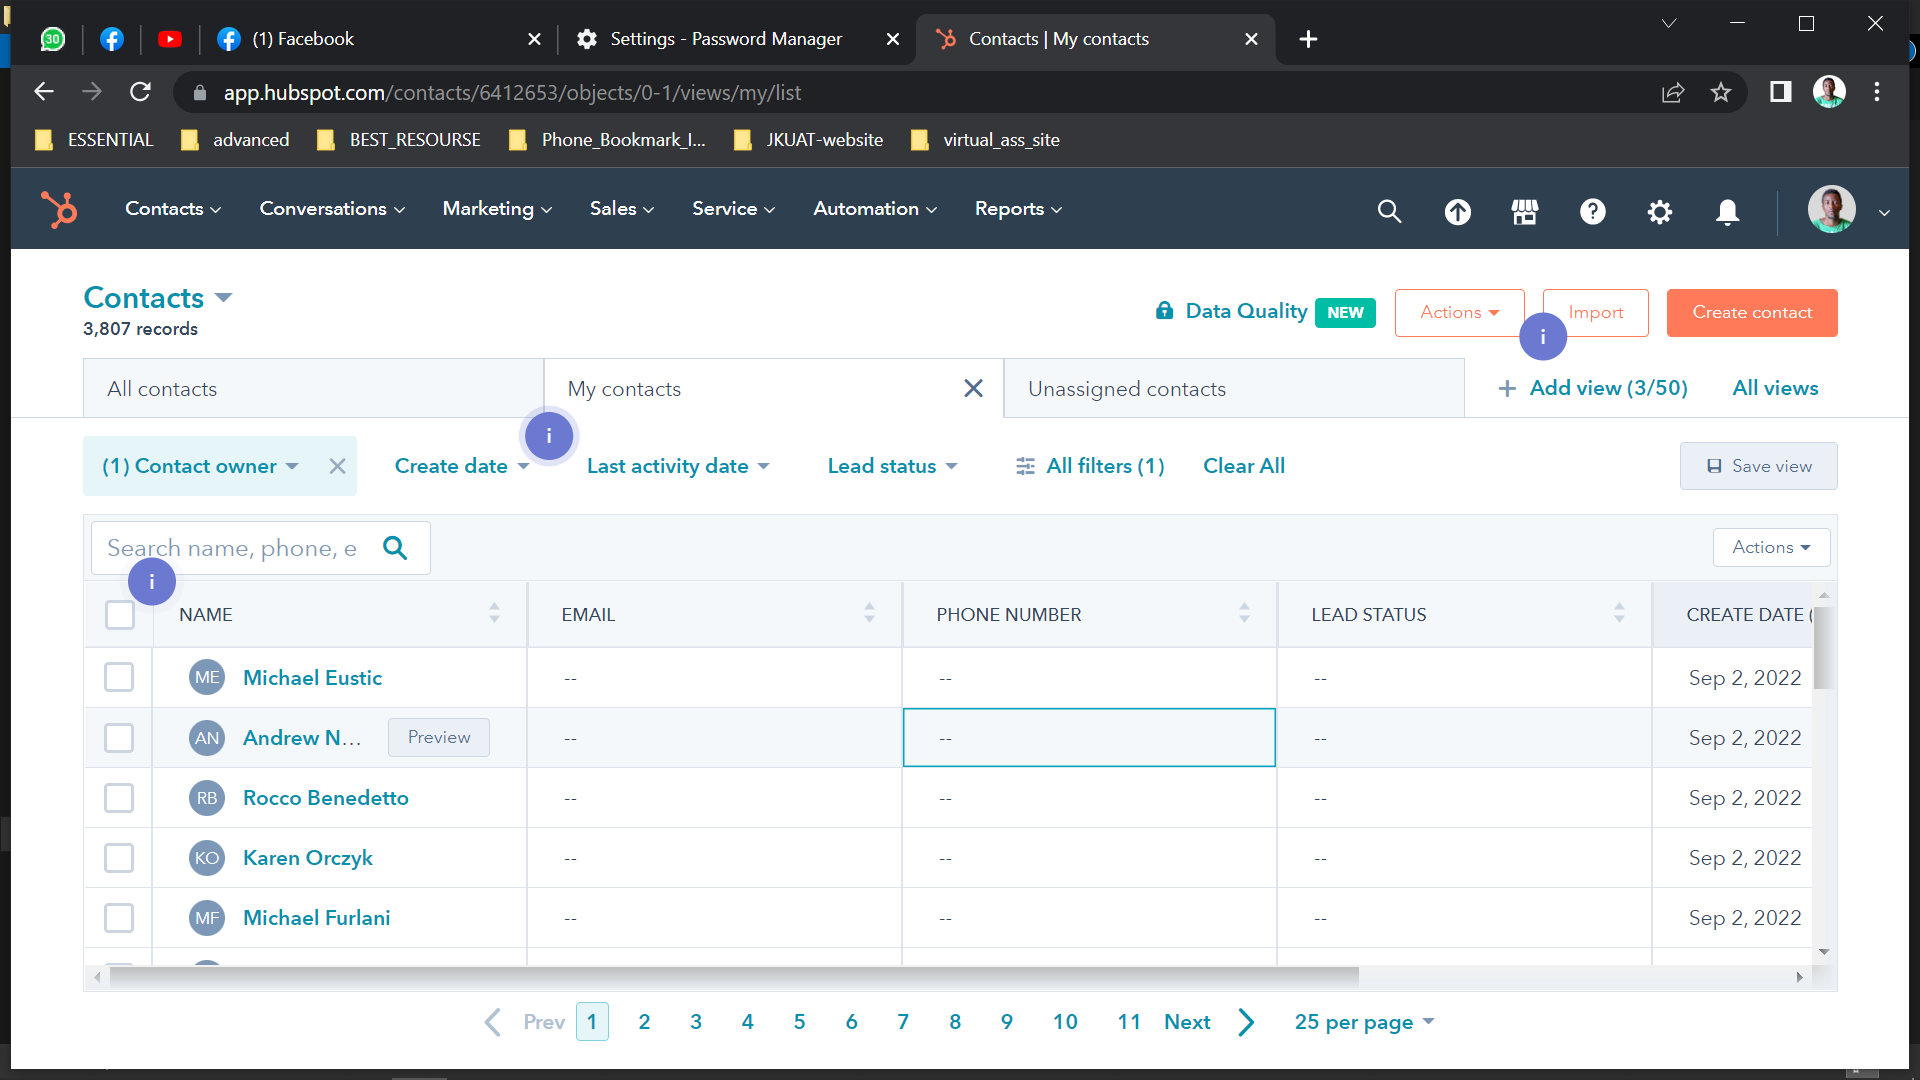 30
(1) Facebook
Settings - Password Manager
Contacts | My contacts
app.hubspot.com/contacts/6412653/objects/0-1/views/my/list
ESSENTIAL
advanced
BEST_RESOURSE
Phone_Bookmark_I...
JKUAT-website
virtual_ass_site
Contacts
Conversations
Marketing
Sales
Service
Automation
Reports
Contacts
3,807 records
Data Quality NEW
Actions
Import
Create contact
i
All contacts
My contacts
Unassigned contacts
+ Add view (3/50)
All views
i
(1) Contact owner
Create date
Last activity date
Lead status
All filters (1)
Clear All
Save view
Search name, phone, e
Actions
i
NAME EMAIL PHONE NUMBER LEAD STATUS CREATE DATE (
ME Michael Eustic -- -- -- Sep 2, 2022
AN Andrew N... Preview -- -- -- Sep 2, 2022
RB Rocco Benedetto -- -- -- Sep 2, 2022
KO Karen Orczyk -- -- -- Sep 2, 2022
MF Michael Furlani -- -- -- Sep 2, 2022
Prev 1 2 3 4 5 6 7 8 9 10 11 Next 25 per page